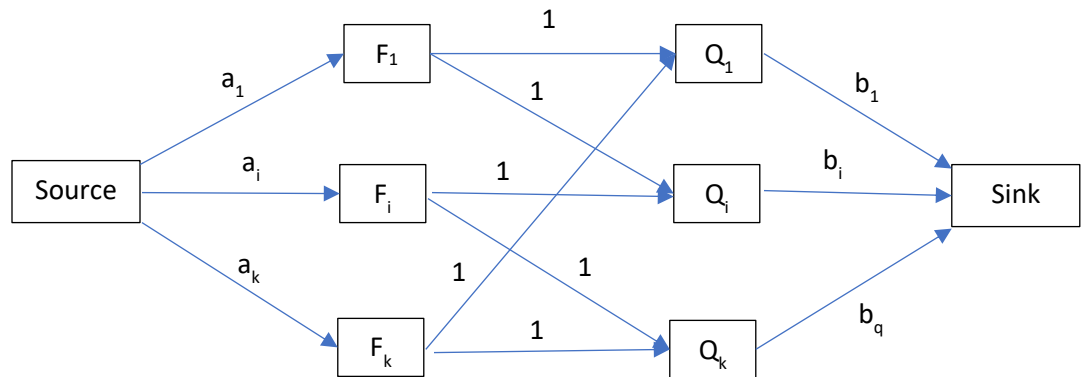 1
F₁
Q₁
a₁
1
b₁
Source
aᵢ
Fᵢ
1
Qᵢ
bᵢ
Sink
aₖ
1
1
Fₖ
1
Qₖ
b_q